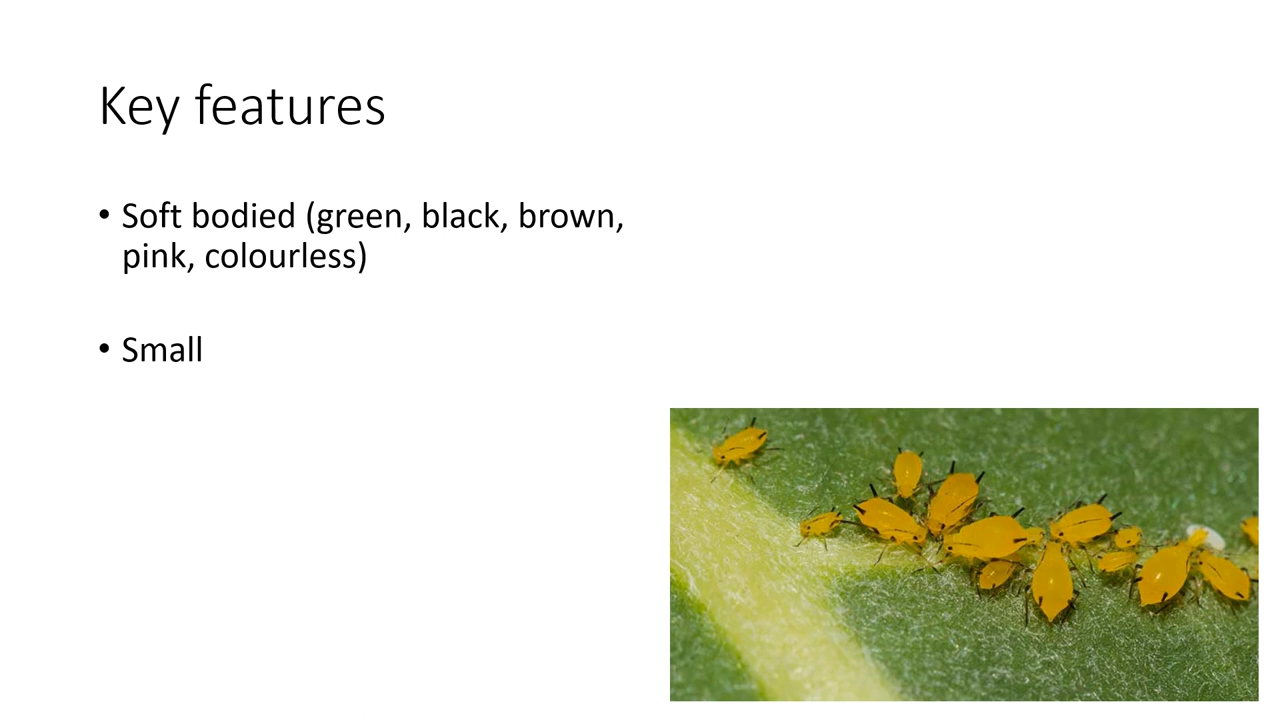 Key features
• Soft bodied (green, black, brown,
pink, colourless)
• Small